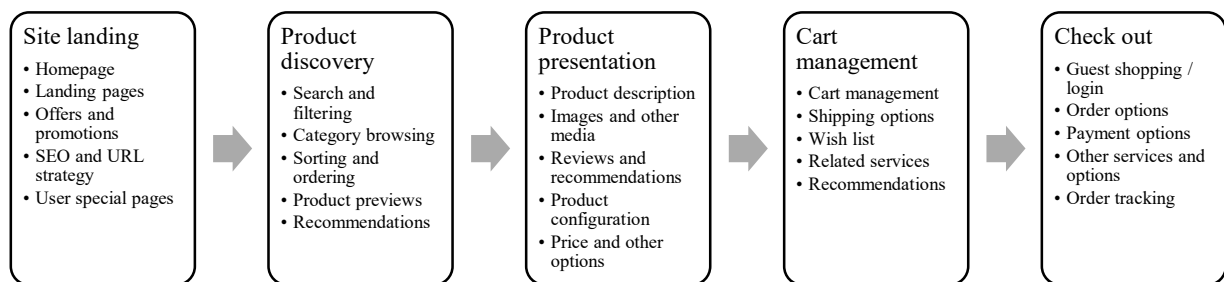 Site landing
• Homepage
• Landing pages
• Offers and
promotions
• SEO and URL
strategy
• User special pages
Product
discovery
• Search and
filtering
• Category browsing
• Sorting and
ordering
• Product previews
• Recommendations
Product
presentation
• Product description
• Images and other
media
• Reviews and
recommendations
• Product
configuration
• Price and other
options
Cart
management
• Cart management
• Shipping options
• Wish list
• Related services
• Recommendations
Check out
• Guest shopping /
login
• Order options
• Payment options
• Other services and
options
• Order tracking